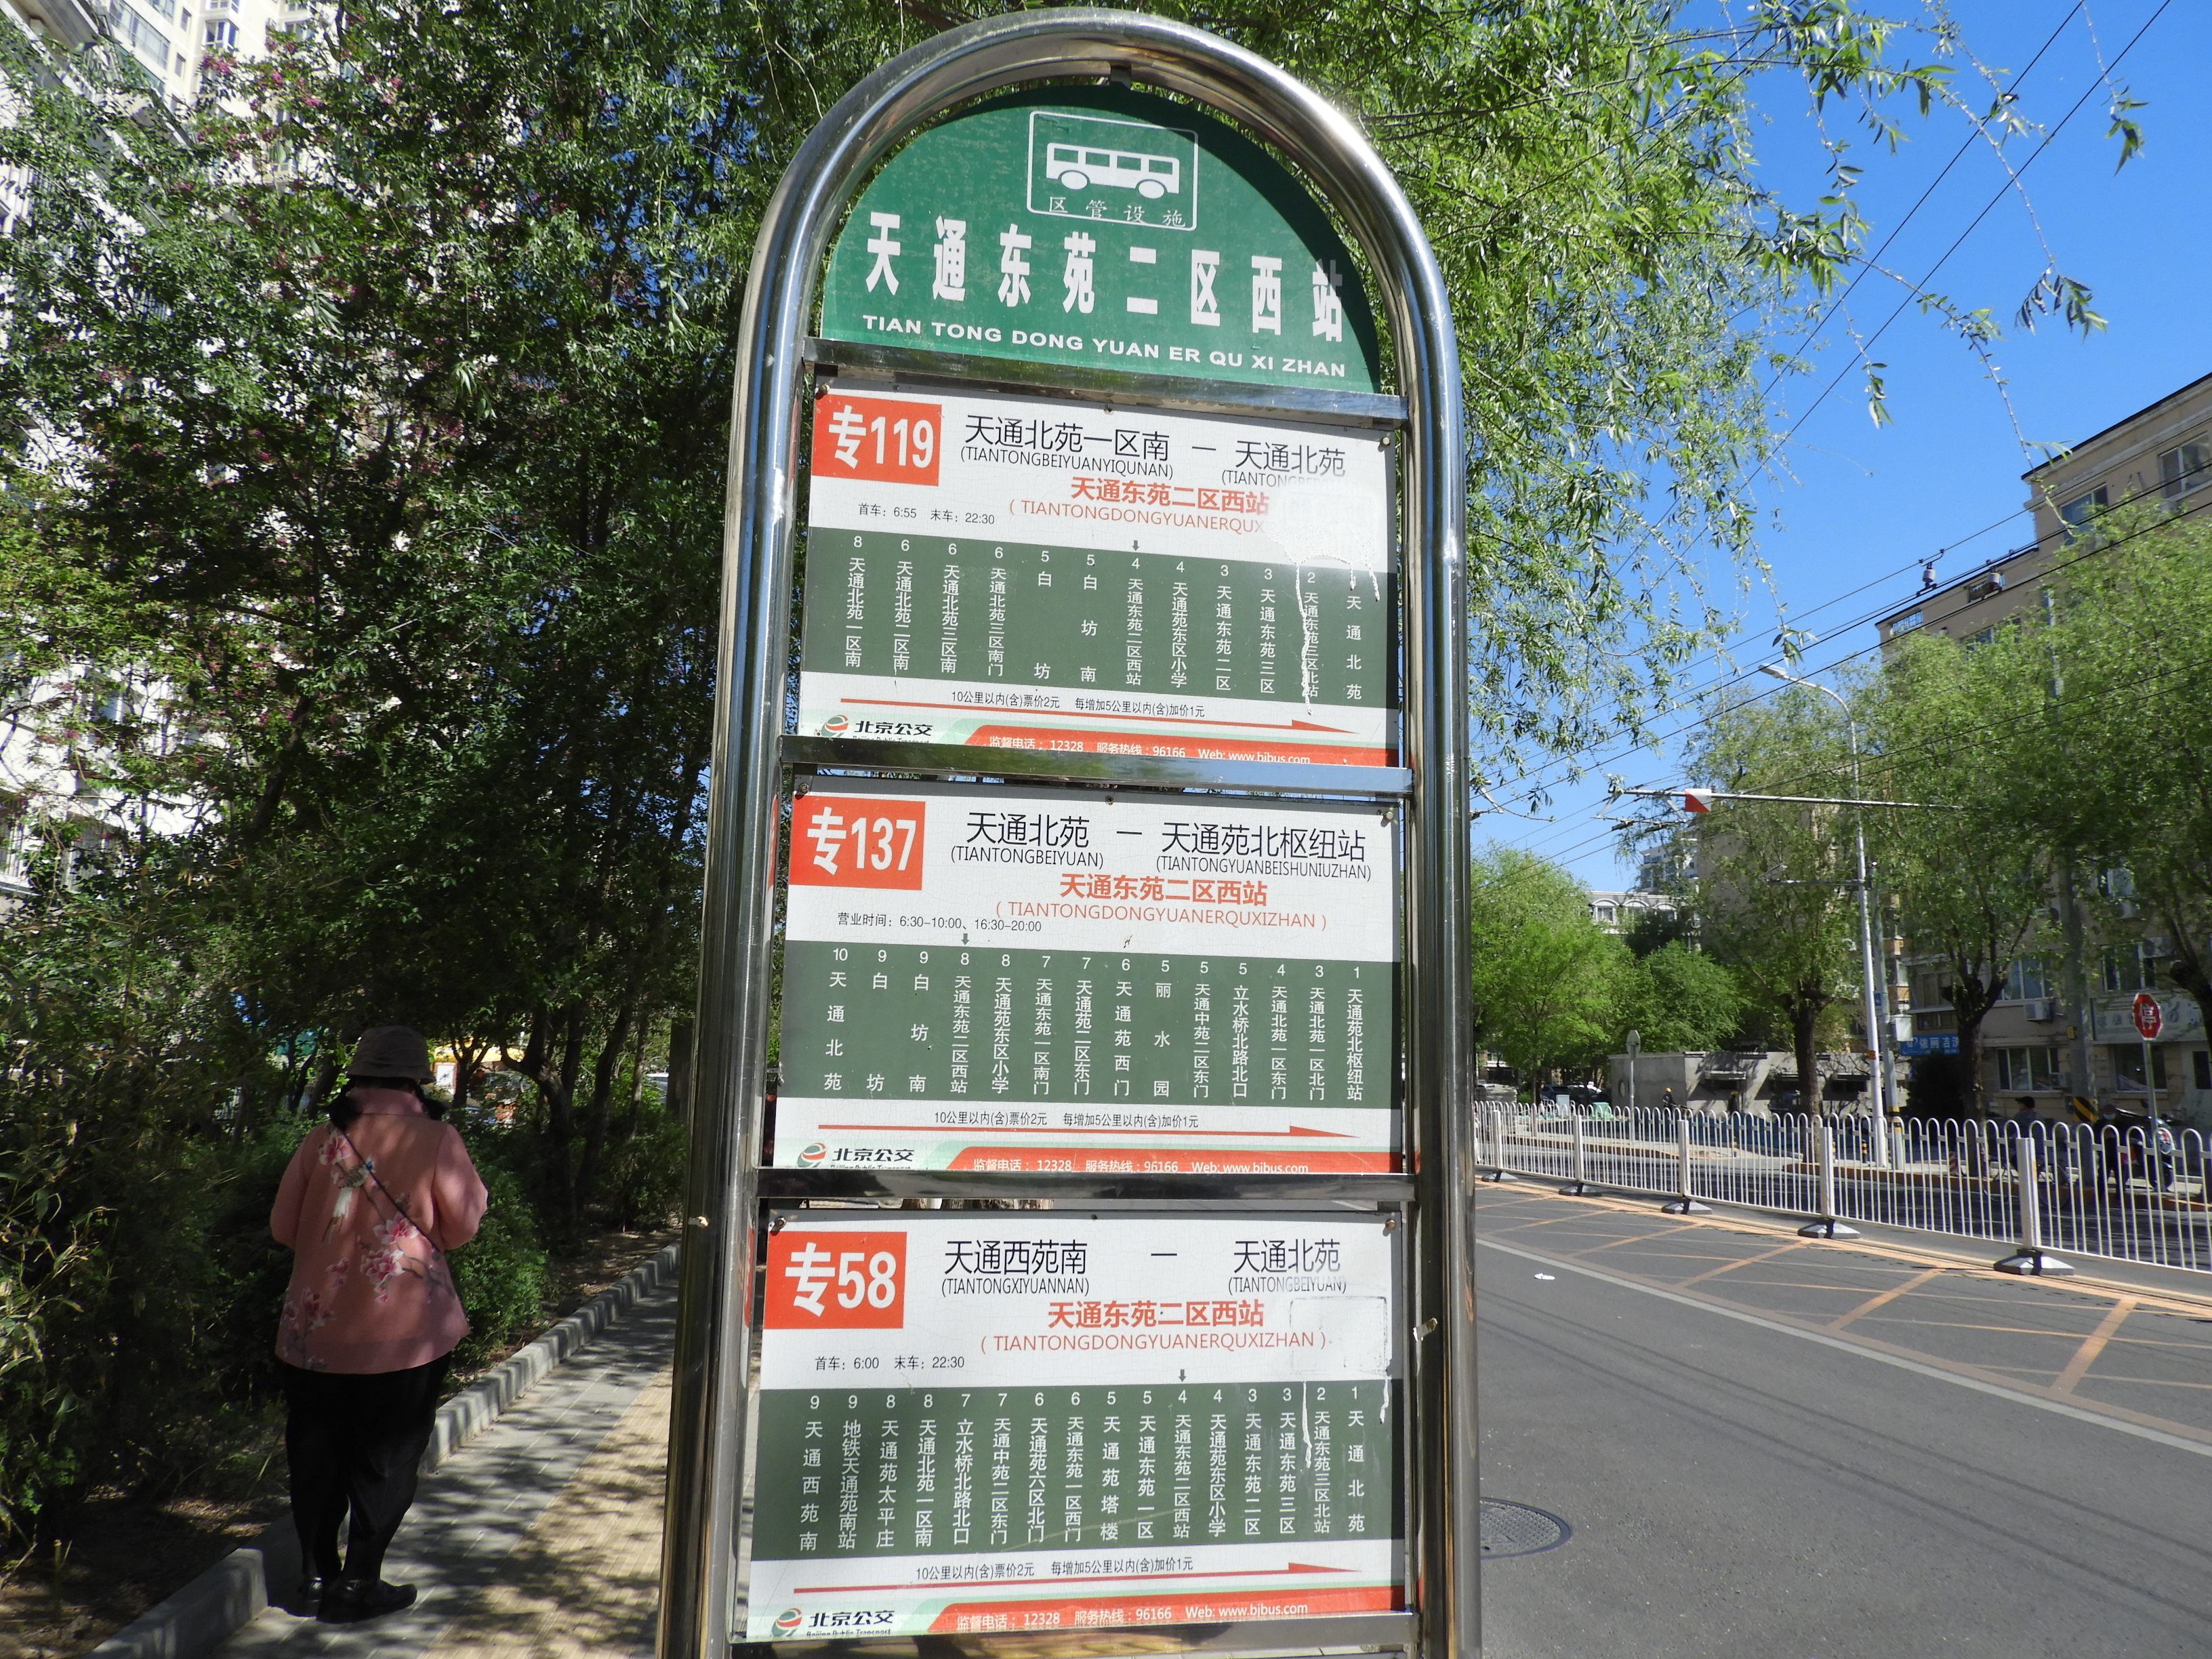 区管设施
天通东苑二区西站
TIAN TONG DONG YUAN ER QU XI ZHAN
专119
天通北苑一区南 — 天通北苑
(TIANTONGBEIYUANYIQUNAN)
天通东苑二区西站
首车：6:55 末车：22:30
8 天通北苑一区南
6 天通北苑二区南
6 天通北苑三区南
6 天通北苑三区南门
5 白坊
5 白坊南
4 天通东苑二区西站
4 天通苑东区小学
3 天通东苑二区
3 天通东苑三区
2 天通东苑三区北站
天通北苑
10公里以内(含)票价2元 每增加5公里以内(含)加价1元
北京公交
监督电话：12328 服务热线：96166 Web: www.bjbus.com
专137
天通北苑 — 天通苑北枢纽站
(TIANTONGBEIYUAN) (TIANTONGYUANBEISHUNIUZHAN)
天通东苑二区西站
( TIANTONGDONGYUANERQUXIZHAN )
营业时间：6:30-10:00、16:30-20:00
10 天通北苑
9 白坊
9 白坊南
8 天通东苑二区西站
8 天通苑东区小学
7 天通东苑一区南门
7 天通苑二区东门
6 天通苑西门
5 丽水园
5 天通中苑二区东门
5 立水桥北路北口
4 天通北苑一区东门
3 天通北苑一区北门
1 天通苑北枢纽站
10公里以内(含)票价2元 每增加5公里以内(含)加价1元
北京公交
Beijing Public Transport
监督电话：12328 服务热线：96166 Web: www.bjbus.com
专58
天通西苑南 — 天通北苑
(TIANTONGXIYUANNAN) (TIANTONGBEIYUAN)
天通东苑二区西站
( TIANTONGDONGYUANERQUXIZHAN )
首车：6:00 末车：22:30
9 天通西苑南
9 地铁天通苑南站
8 天通苑太平庄
8 天通北苑一区南
7 立水桥北路北口
7 天通中苑二区东门
6 天通苑六区北门
6 天通东苑一区西门
5 天通苑塔楼
5 天通东苑一区
4 天通东苑二区西站
4 天通苑东区小学
3 天通东苑二区
3 天通东苑三区
2 天通东苑三区北站
1 天通北苑
10公里以内(含)票价2元 每增加5公里以内(含)加价1元
北京公交
Beijing Public Transport
监督电话：12328 服务热线：96166 Web: www.bjbus.com
停